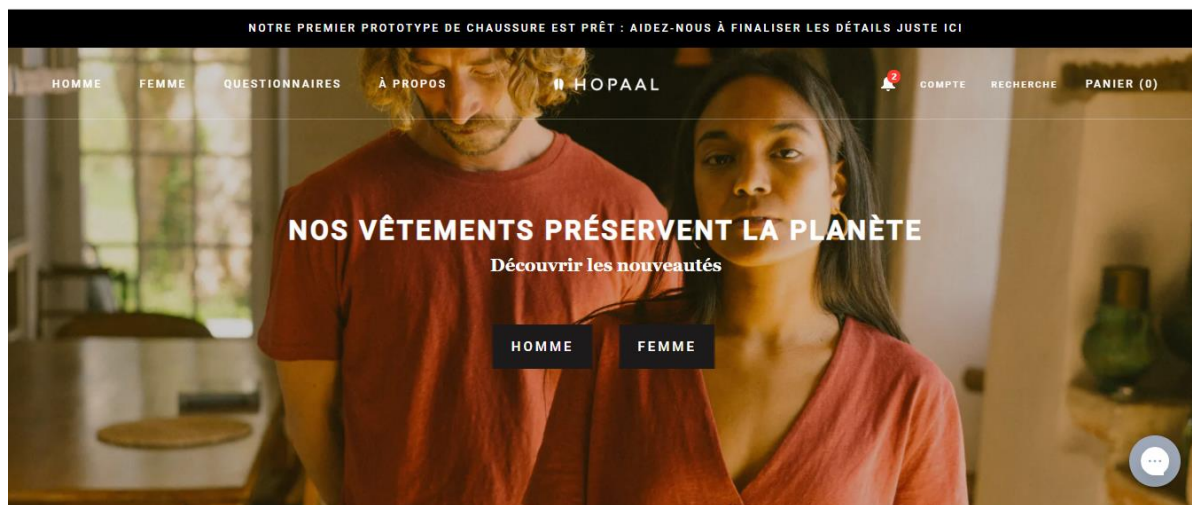 NOTRE PREMIER PROTOTYPE DE CHAUSSURE EST PRÊT : AIDEZ-NOUS À FINALISER LES DÉTAILS JUSTE ICI
HOMME FEMME QUESTIONNAIRES À PROPOS HOPAAL 2 COMPTE RECHERCHE PANIER (0)
NOS VÊTEMENTS PRÉSERVENT LA PLANÈTE
Découvrir les nouveautés
HOMME FEMME